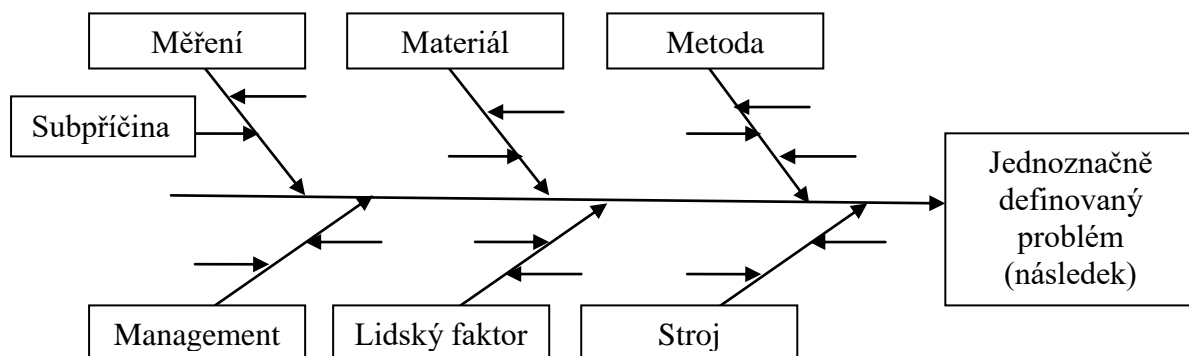 Měření
Materiál
Metoda
Subpříčina
Jednoznačně
definovaný
problém
(následek)
Management
Lidský faktor
Stroj